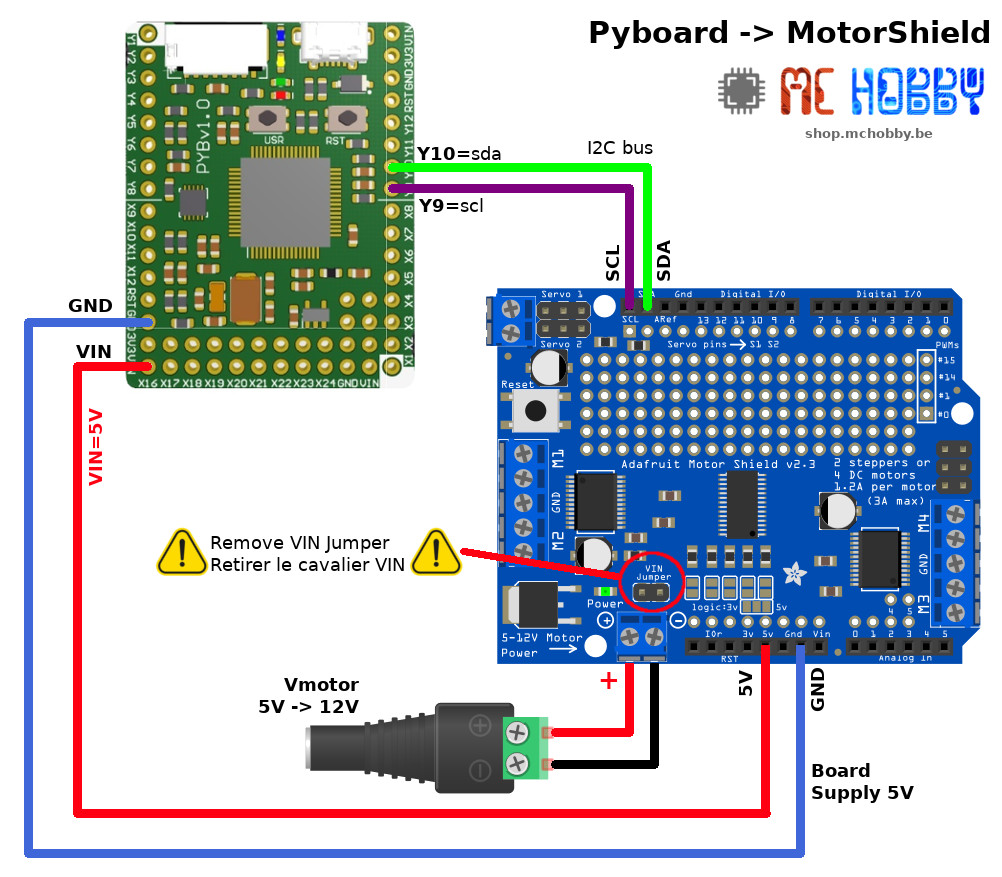 Pyboard -> MotorShield
MC HOBBY
shop.mchobby.be
Y1
Y2
Y3
Y4
Y5
Y6
Y7
Y8
X9
X10
X11
X12
RST
3V3
VIN
3V3
GND
RST
Y12
Y11
X8
X7
X6
X5
X4
X3
X2
X1
PYBv1.0
USR
RST
X16 X17 X18 X19 X20 X21 X22 X23 X24 GND VIN
Y10=sda
Y9=scl
I2C bus
SCL
SDA
GND
VIN
VIN=5V
Servo 1
Servo 2
Gnd
Digital I/O
Digital I/O
SCL
ARef
13 12 11 10 9 8
7 6 5 4 3 2 1 0
Servo pins
S1 S2
PWMs
#15
#14
#1
#0
Reset
M1
GND
M2
Adafruit Motor Shield v2.3
2 steppers or
4 DC motors
1.2A per motor
(3A max)
M4
GND
M3
Remove VIN Jumper
Retirer le cavalier VIN
VIN
Jumper
Power
logic:3v
5v
5-12V Motor
Power
IOr
3v 5v
Gnd
Vin
RST
4 5
0 1 2 3 4 5
Analog In
+
5V
GND
Vmotor
5V -> 12V
Board
Supply 5V